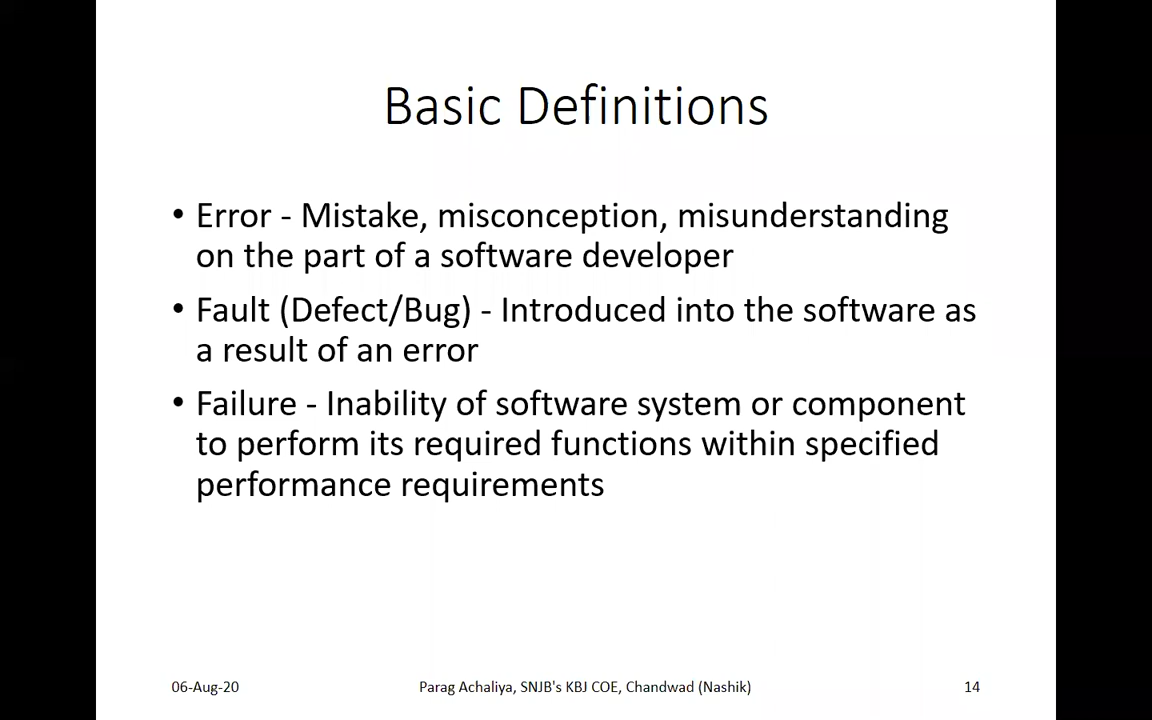 Basic Definitions
• Error - Mistake, misconception, misunderstanding
on the part of a software developer
• Fault (Defect/Bug) - Introduced into the software as
a result of an error
• Failure - Inability of software system or component
to perform its required functions within specified
performance requirements
06-Aug-20
Parag Achaliya, SNJB's KBJ COE, Chandwad (Nashik)
14